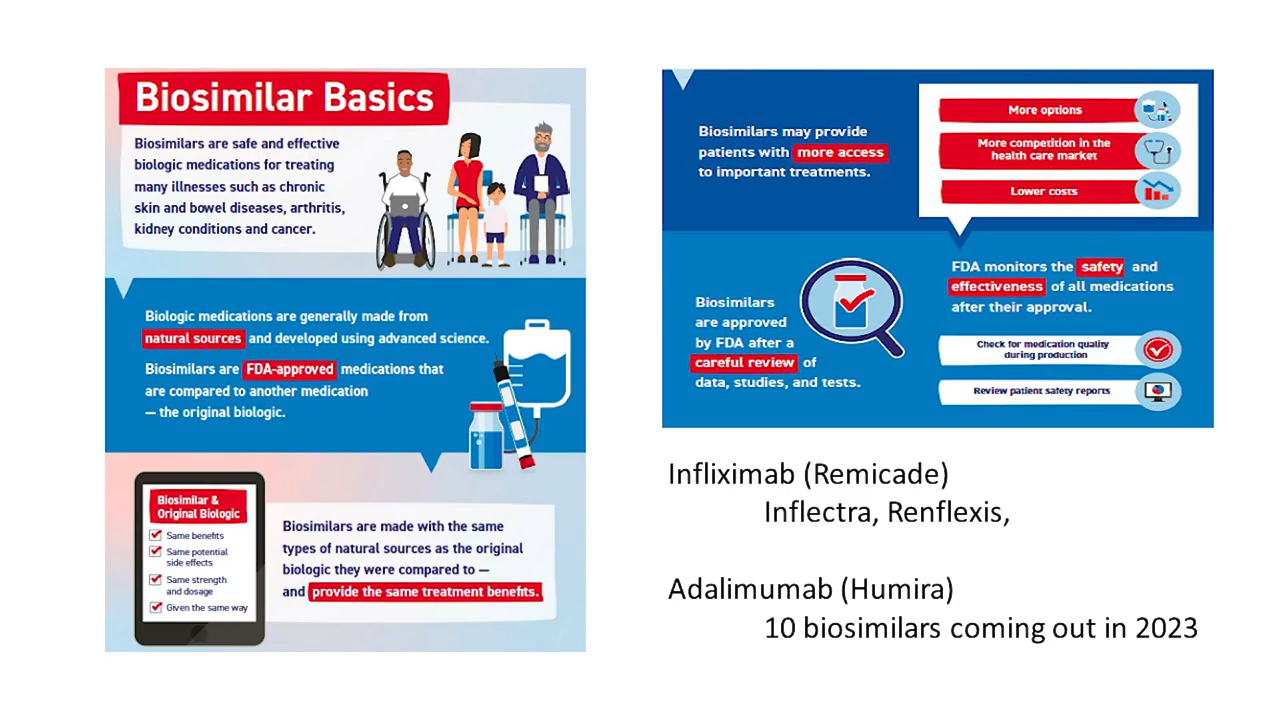 Biosimilar Basics
Biosimilars are safe and effective
biologic medications for treating
many illnesses such as chronic
skin and bowel diseases, arthritis,
kidney conditions and cancer.
Biologic medications are generally made from
natural sources and developed using advanced science.
Biosimilars are FDA-approved medications that
are compared to another medication
— the original biologic.
Biosimilar &
Original Biologic
Same benefits
Same potential
side effects
Same strength
and dosage
Given the same way
Biosimilars are made with the same
types of natural sources as the original
biologic they were compared to —
and provide the same treatment benefits.
Biosimilars may provide
patients with more access
to important treatments.
More options
More competition in the
health care market
Lower costs
Biosimilars
are approved
by FDA after a
careful review of
data, studies, and tests.
FDA monitors the safety and
effectiveness of all medications
after their approval.
Check for medication quality
during production
Review patient safety reports
Infliximab (Remicade)
Inflectra, Renflexis,
Adalimumab (Humira)
10 biosimilars coming out in 2023